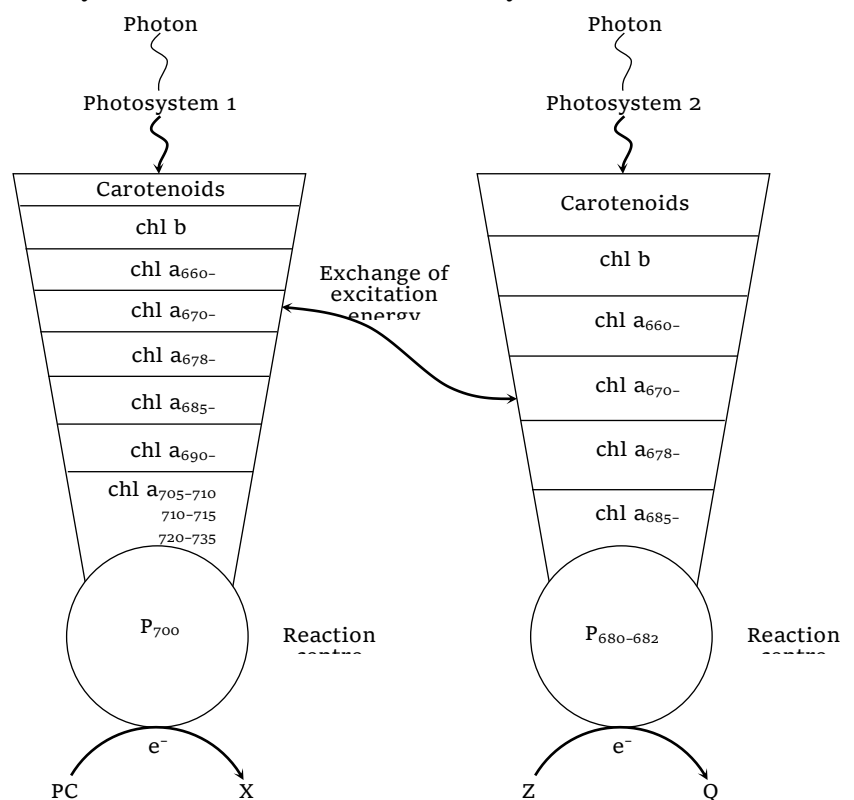 Photon
Photosystem 1
Carotenoids
chl b
chl a660-
chl a670-
chl a678-
chl a685-
chl a690-
chl a705-710
710-715
720-735
P700
Reaction
e-
PC
X
Exchange of
excitation
energy
Photon
Photosystem 2
Carotenoids
chl b
chl a660-
chl a670-
chl a678-
chl a685-
P680-682
Reaction
e-
Z
Q